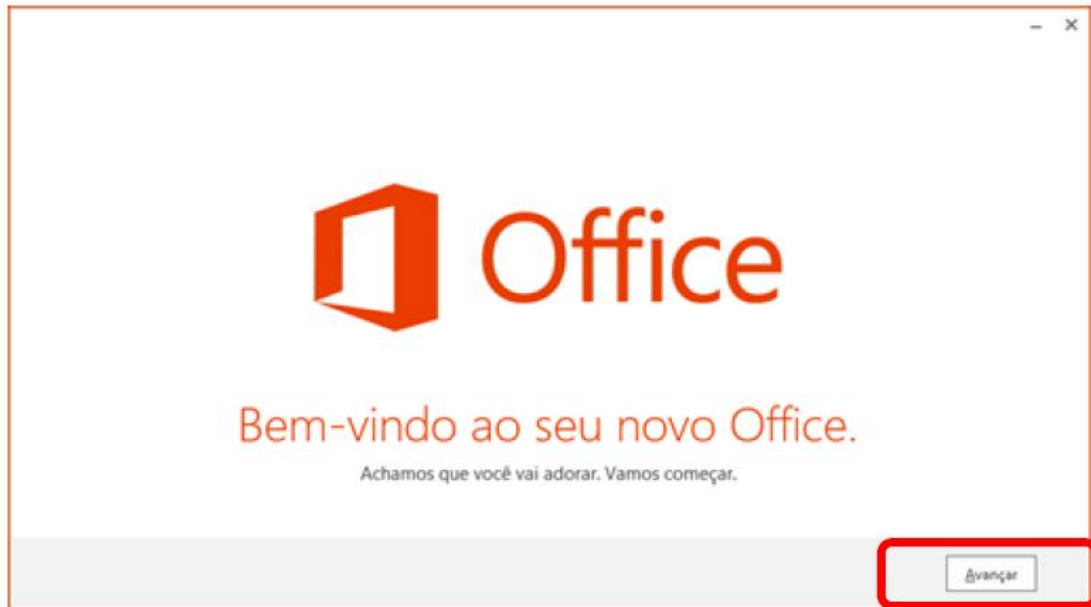 Office
Bem-vindo ao seu novo Office.
Achamos que você vai adorar. Vamos começar.
Avançar